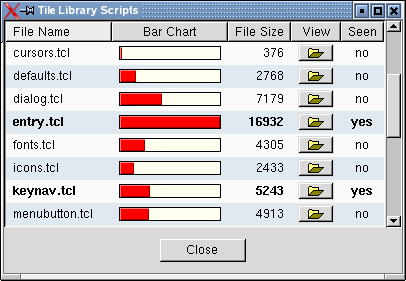 Tile Library Scripts
File Name Bar Chart File Size View Seen
cursors.tcl 376 no
defaults.tcl 2768 no
dialog.tcl 7179 no
entry.tcl 16932 yes
fonts.tcl 4305 no
icons.tcl 2433 no
keynav.tcl 5243 yes
menubutton.tcl 4913 no
Close